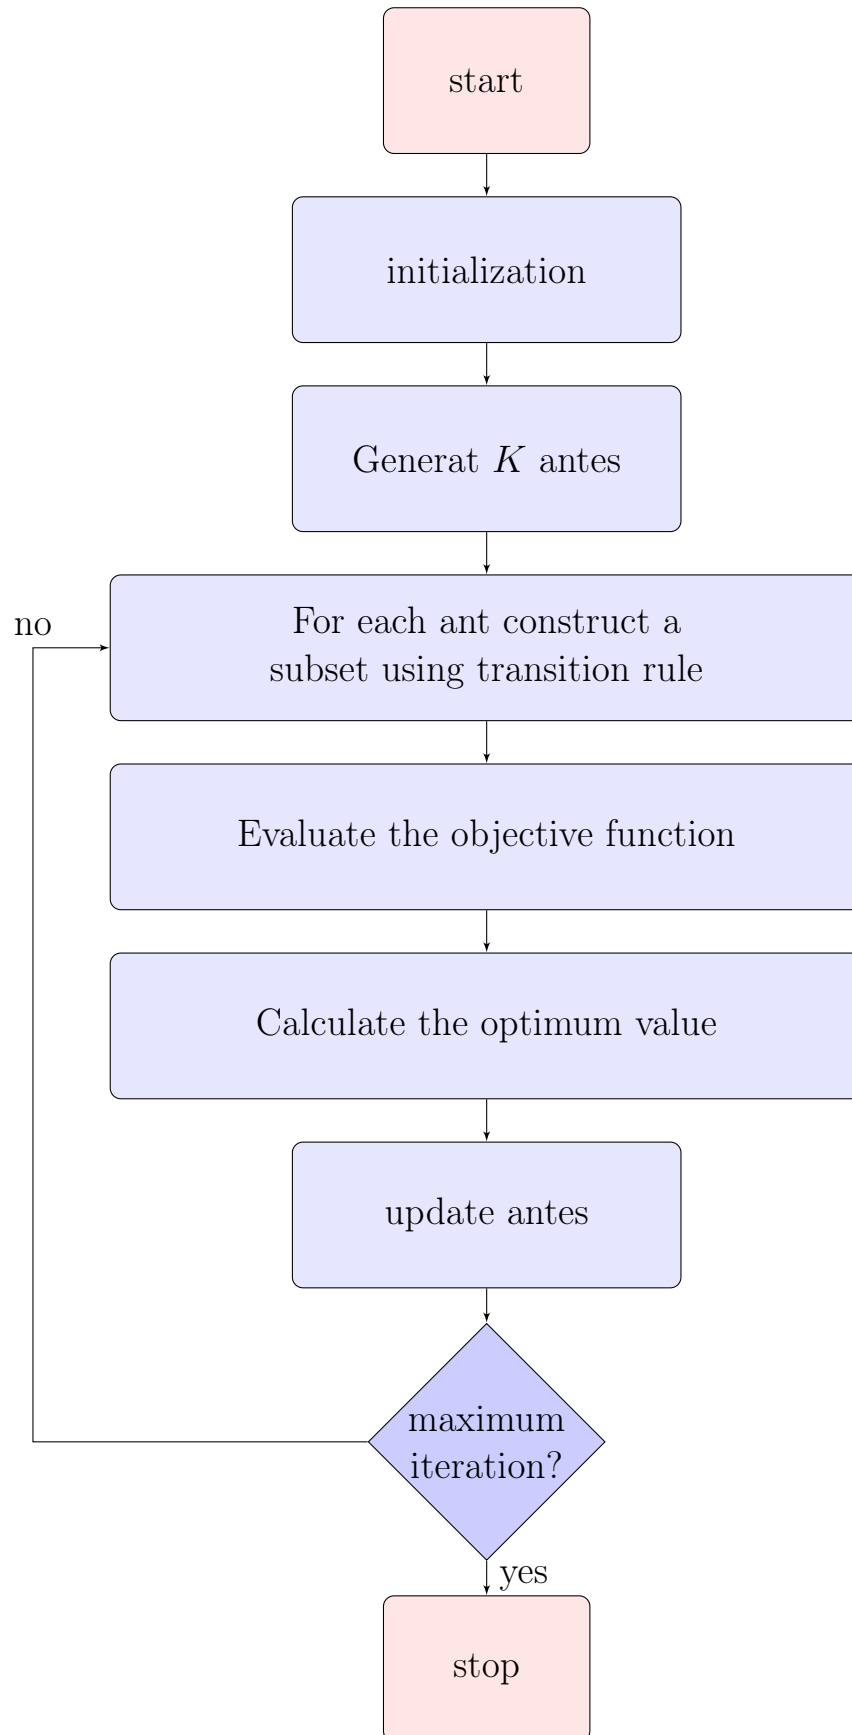 start
initialization
Generat K antes
no
For each ant construct a
subset using transition rule
Evaluate the objective function
Calculate the optimum value
update antes
maximum
iteration?
yes
stop